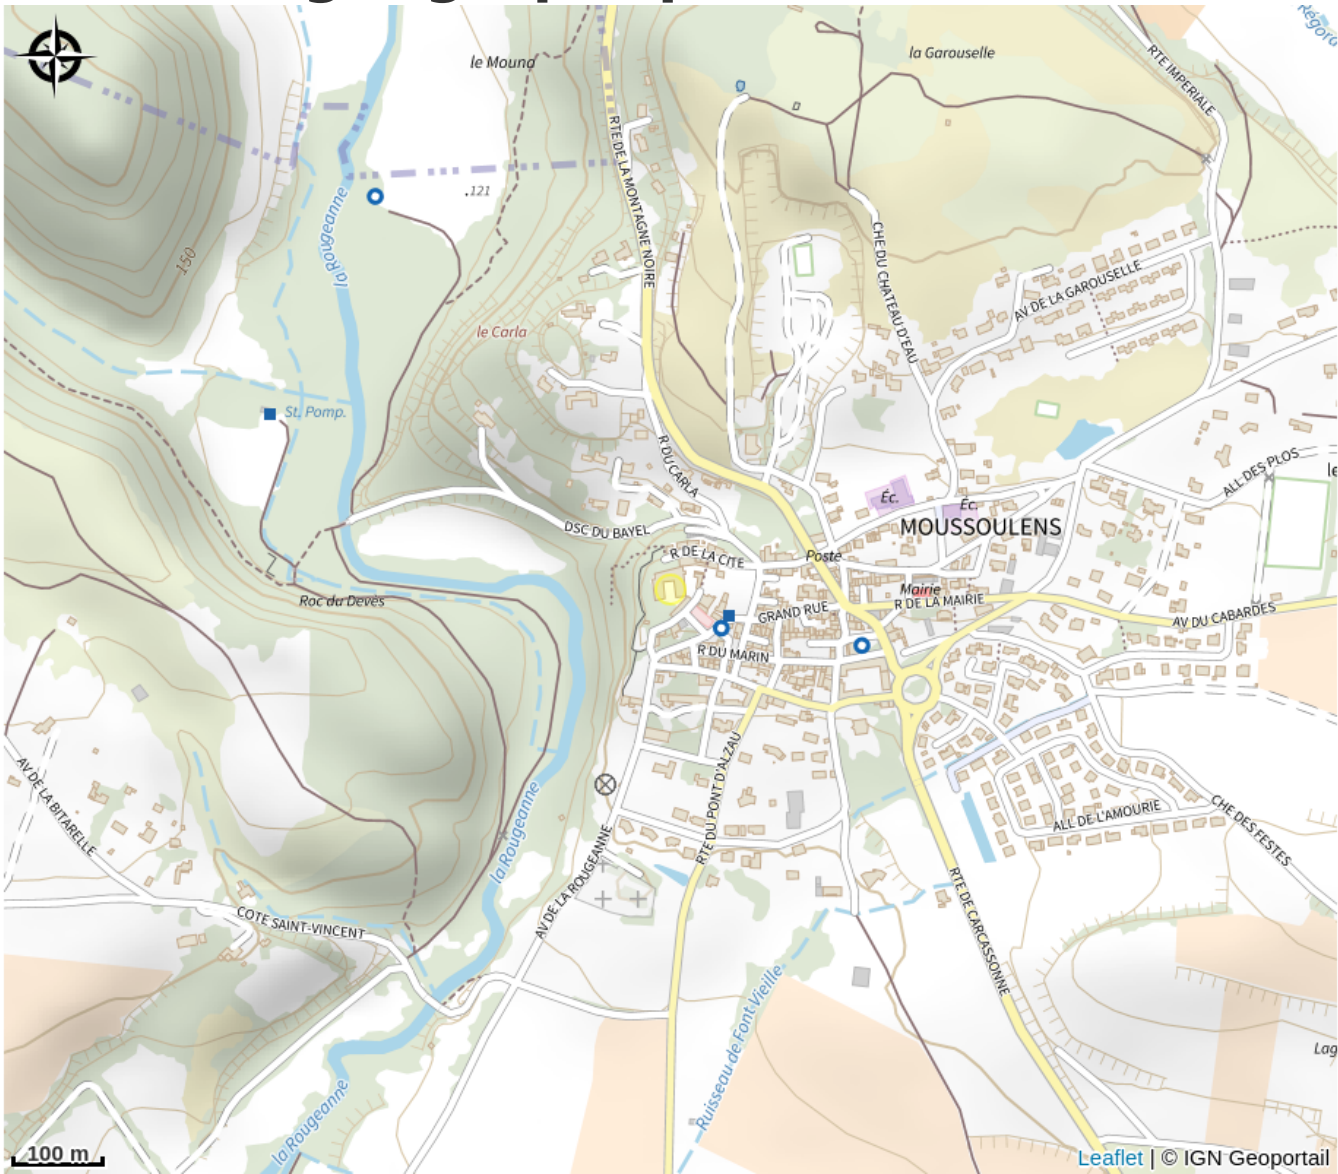 le Mouna
la Garouselle
RTE IMPERIALE
RTE DE LA MONTAGNE NOIRE
.121
la Rougeanne
150
CHE DU CHATEAU D'EAU
AV DE LA GAROUSELLE
le Carla
St. Pomp.
R DU CARLA
ALL DES PLOS
le
Éc.
Éc.
MOUSSOULENS
DSC DU BAYEL
R DE LA CITE
Poste
Mairie
R DE LA MAIRIE
Roc du Devès
GRAND RUE
AV DU CABARDES
R DU MARIN
AV DE LA BITARELLE
RTE DU PONT D'ALZAU
la Rougeanne
ALL DE L'AMOURIE
CHE DES FESTES
AV DE LA ROUGEANNE
RTE DE CARCASSONNE
COTE SAINT-VINCENT
Ruisseau de Font Vieille
Lag
la Rougeanne
100 m
Leaflet | © IGN Geoportail